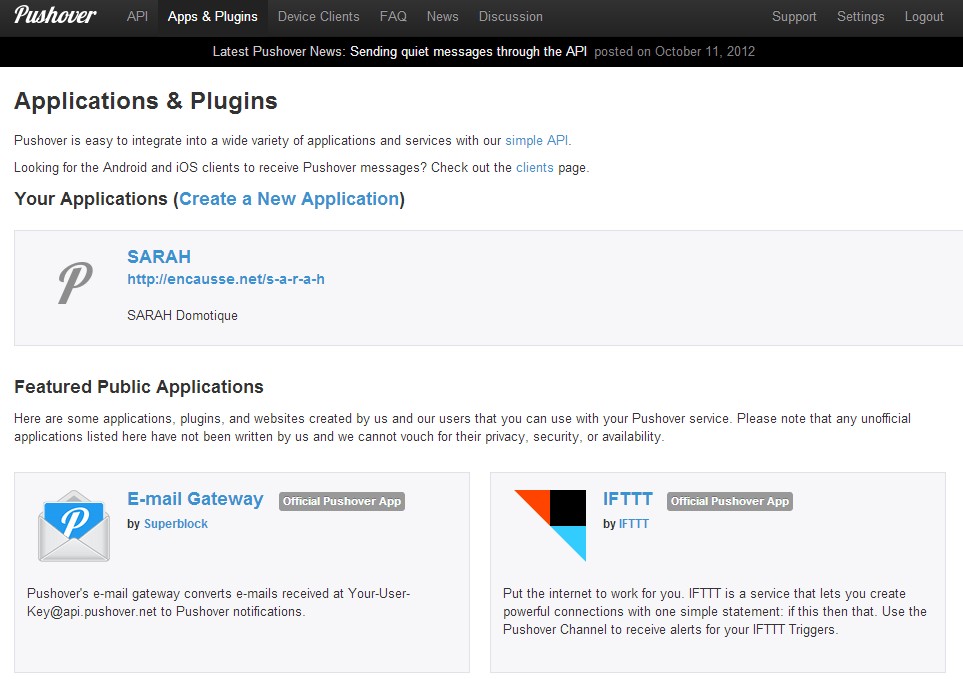 Pushover API Apps & Plugins Device Clients FAQ News Discussion Support Settings Logout
Latest Pushover News: Sending quiet messages through the API posted on October 11, 2012
Applications & Plugins
Pushover is easy to integrate into a wide variety of applications and services with our simple API.
Looking for the Android and iOS clients to receive Pushover messages? Check out the clients page.
Your Applications (Create a New Application)
P
SARAH
http://encausse.net/s-a-r-a-h
SARAH Domotique
Featured Public Applications
Here are some applications, plugins, and websites created by us and our users that you can use with your Pushover service. Please note that any unofficial
applications listed here have not been written by us and we cannot vouch for their privacy, security, or availability.
P
E-mail Gateway Official Pushover App
by Superblock
Pushover's e-mail gateway converts e-mails received at Your-User-
Key@api.pushover.net to Pushover notifications.
IFTTT Official Pushover App
by IFTTT
Put the internet to work for you. IFTTT is a service that lets you create
powerful connections with one simple statement: if this then that. Use the
Pushover Channel to receive alerts for your IFTTT Triggers.